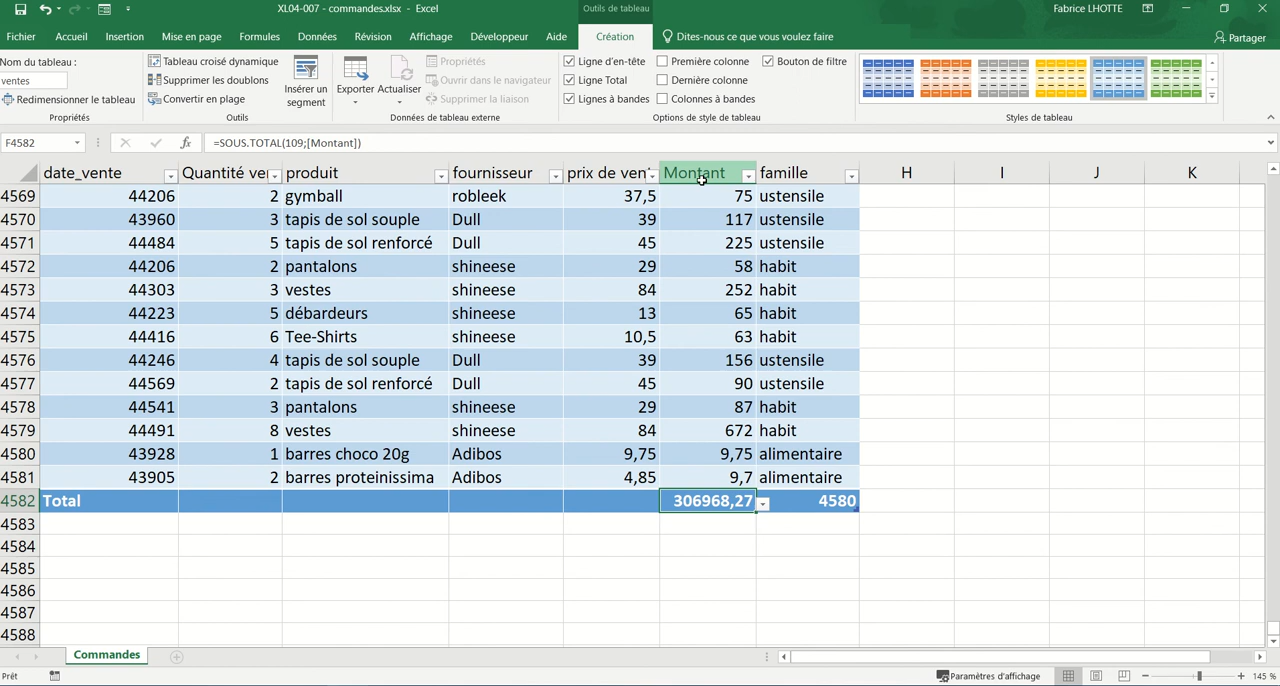 XL04-007 - commandes.xlsx - Excel
Outils de tableau
Fabrice LHOTTE
Fichier Accueil Insertion Mise en page Formules Données Révision Affichage Développeur Aide Création Dites-nous ce que vous voulez faire Partager
Nom du tableau :
ventes
Redimensionner le tableau
Propriétés
Tableau croisé dynamique
Supprimer les doublons
Convertir en plage
Insérer un
segment
Outils
Exporter Actualiser
Propriétés
Ouvrir dans le navigateur
Supprimer la liaison
Données de tableau externe
Ligne d'en-tête Première colonne Bouton de filtre
Ligne Total Dernière colonne
Lignes à bandes Colonnes à bandes
Options de style de tableau
Styles de tableau
F4582 fx =SOUS.TOTAL(109;[Montant])
date_vente Quantité ver produit fournisseur prix de vent Montant famille H I J K
4569 44206 2 gymball robleek 37,5 75 ustensile
4570 43960 3 tapis de sol souple Dull 39 117 ustensile
4571 44484 5 tapis de sol renforcé Dull 45 225 ustensile
4572 44206 2 pantalons shineese 29 58 habit
4573 44303 3 vestes shineese 84 252 habit
4574 44223 5 débardeurs shineese 13 65 habit
4575 44416 6 Tee-Shirts shineese 10,5 63 habit
4576 44246 4 tapis de sol souple Dull 39 156 ustensile
4577 44569 2 tapis de sol renforcé Dull 45 90 ustensile
4578 44541 3 pantalons shineese 29 87 habit
4579 44491 8 vestes shineese 84 672 habit
4580 43928 1 barres choco 20g Adibos 9,75 9,75 alimentaire
4581 43905 2 barres proteinissima Adibos 4,85 9,7 alimentaire
4582 Total 306968,27 4580
4583
4584
4585
4586
4587
4588
Commandes
Prêt
Paramètres d'affichage
145 %